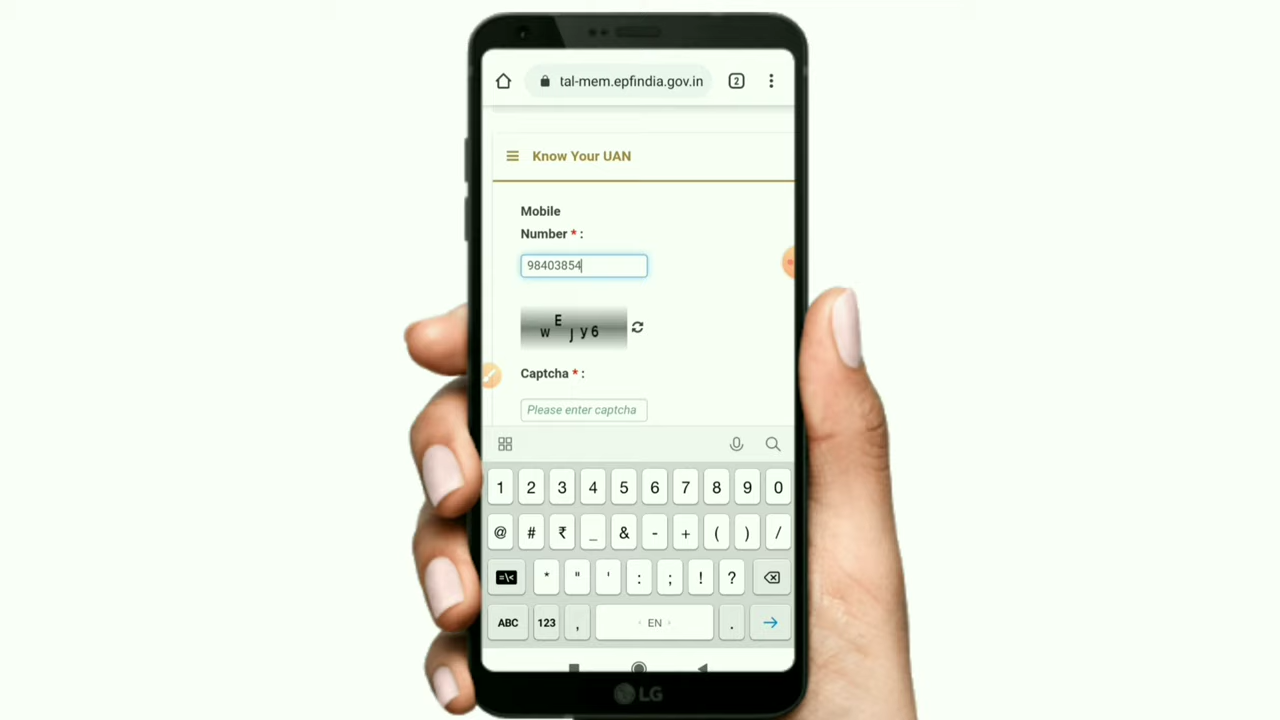 tal-mem.epfindia.gov.in
2
Know Your UAN
Mobile
Number * :
98403854
w E J y 6
Captcha * :
Please enter captcha
1 2 3 4 5 6 7 8 9 0
@ # ₹ _ & - + ( ) /
=\< * " ' : ; ! ?
ABC 123 , EN .
LG